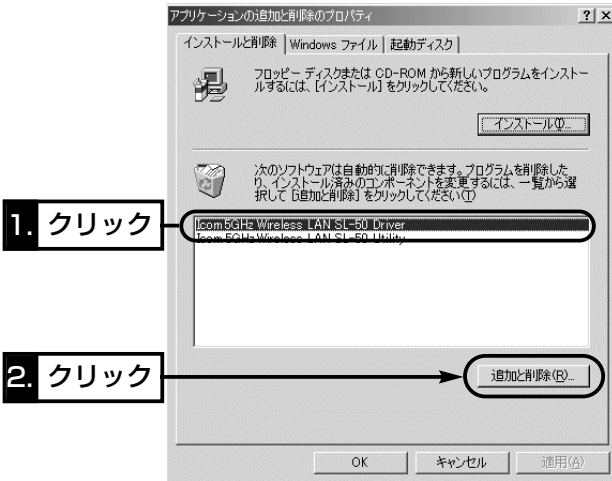 アプリケーションの追加と削除のプロパティ
? ×
インストールと削除 Windows ファイル 起動ディスク
フロッピー ディスクまたは CD-ROM から新しいプログラムをインストー
ルするには、[インストール] をクリックしてください。
インストール(I)...
次のソフトウェアは自動的に削除できます。プログラムを削除した
り、インストール済みのコンポーネントを変更するには、一覧から選
択して [追加と削除] をクリックしてください(T)
1. クリック
Icom 5GHz Wireless LAN SL-50 Driver
Icom 5GHz Wireless LAN SL-50 Utility
2. クリック
追加と削除(R)...
OK キャンセル 適用(A)